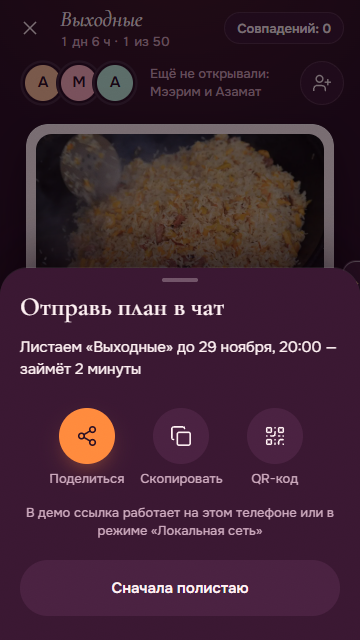 Выходные
1 дн 6 ч · 1 из 50
Совпадений: 0
А
М
А
Ещё не открывали:
Мээрим и Азамат
Отправь план в чат
Листаем «Выходные» до 29 ноября, 20:00 —
займёт 2 минуты
Поделиться
Скопировать
QR-код
В демо ссылка работает на этом телефоне или в
режиме «Локальная сеть»
Сначала полистаю